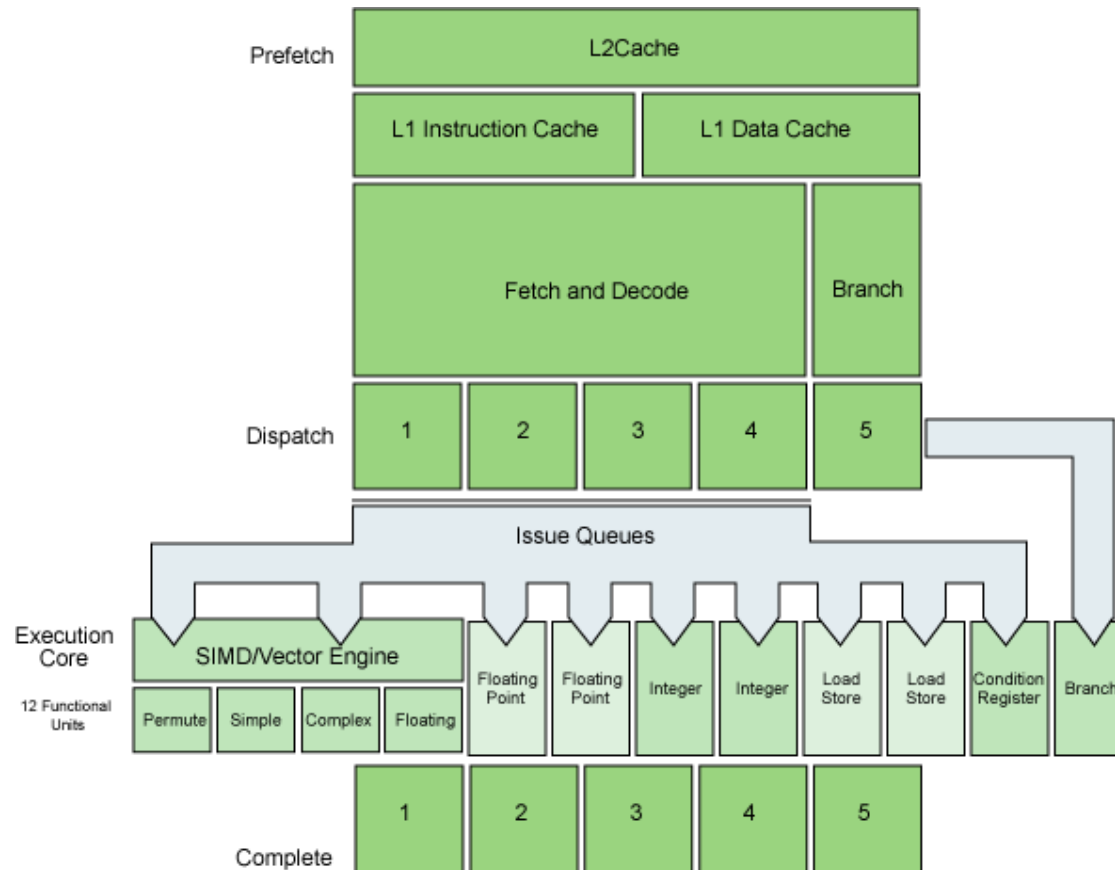 Prefetch
L2Cache
L1 Instruction Cache
L1 Data Cache
Fetch and Decode
Branch
Dispatch
1
2
3
4
5
Issue Queues
Execution
Core
12 Functional
Units
SIMD/Vector Engine
Permute
Simple
Complex
Floating
Floating
Point
Floating
Point
Integer
Integer
Load
Store
Load
Store
Condition
Register
Branch
Complete
1
2
3
4
5